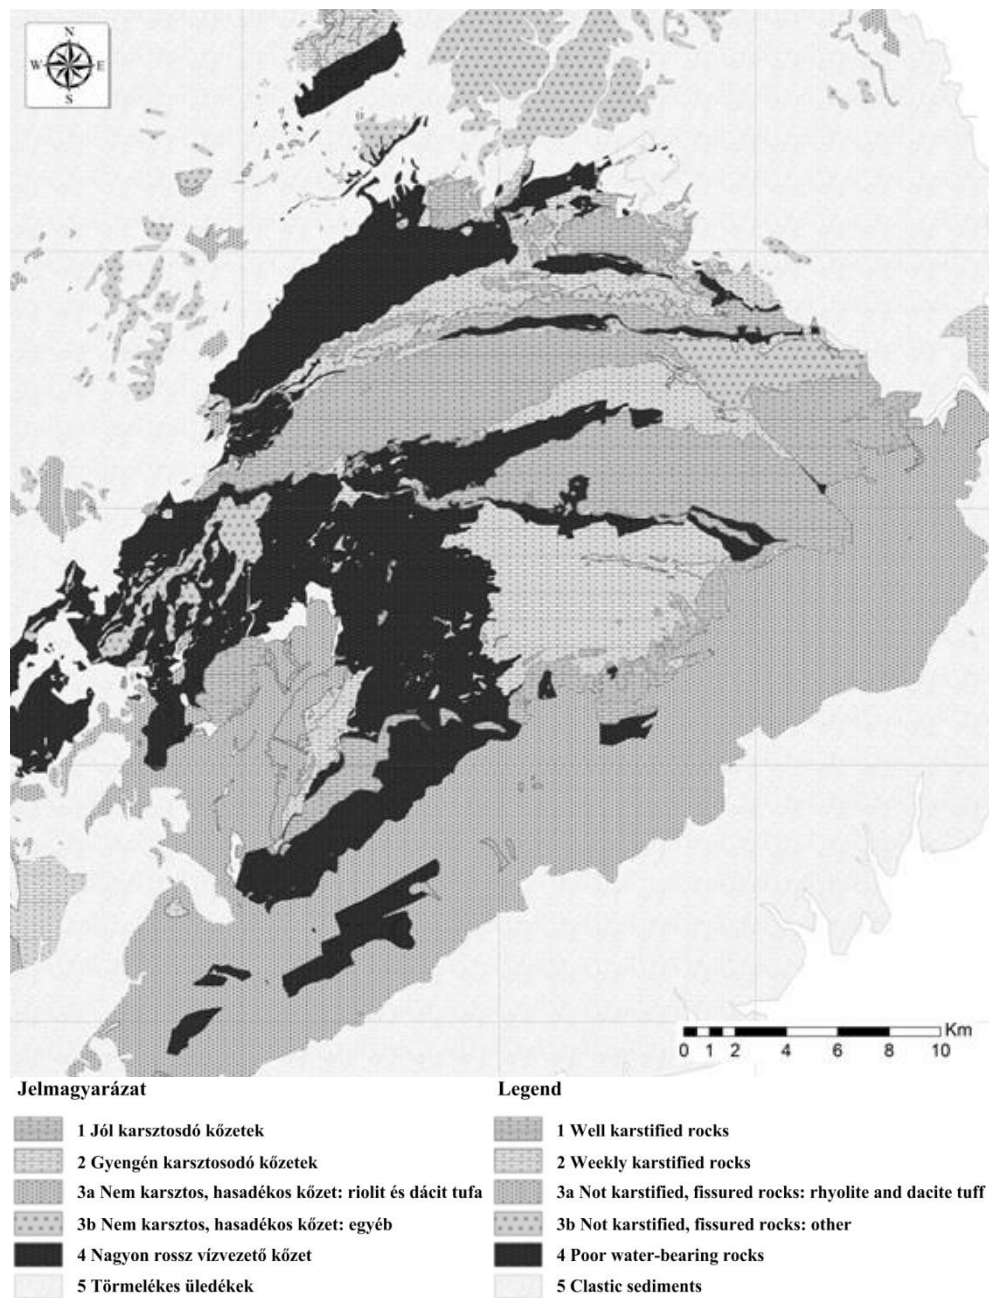 N
W E
S
Km
0 1 2 4 6 8 10
Jelmagyarázat
1 Jól karsztosdó kőzetek
2 Gyengén karsztosodó kőzetek
3a Nem karsztos, hasadékos kőzet: riolit és dácit tufa
3b Nem karsztos, hasadékos kőzet: egyéb
4 Nagyon rossz vízvezető kőzet
5 Törmelékes üledékek
Legend
1 Well karstified rocks
2 Weekly karstified rocks
3a Not karstified, fissured rocks: rhyolite and dacite tuff
3b Not karstified, fissured rocks: other
4 Poor water-bearing rocks
5 Clastic sediments